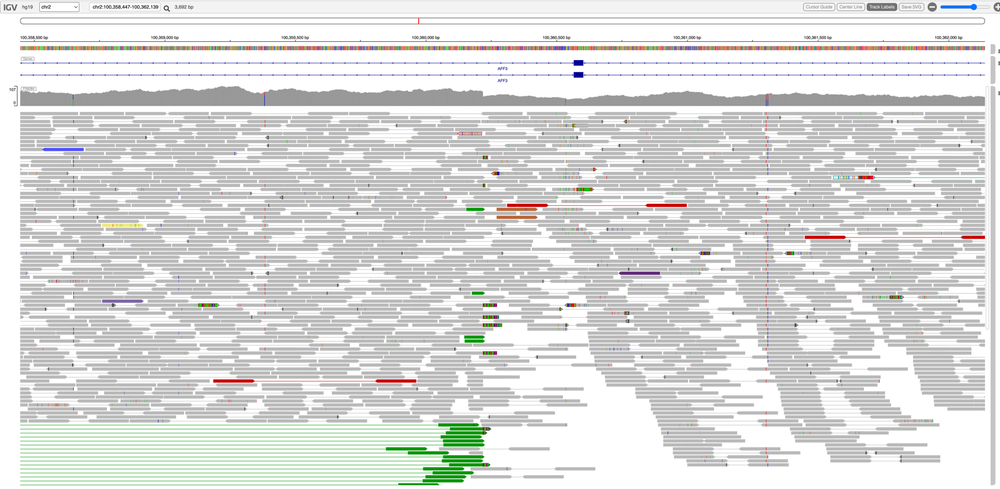 IGV hg19 chr2 chr2:100,358,447-100,362,139 3,692 bp Cursor Guide Center Line Track Labels Save SVG
100,358,500 bp 100,359,000 bp 100,359,500 bp 100,360,000 bp 100,360,500 bp 100,361,000 bp 100,361,500 bp 100,362,000 bp
Genes
AFF3
AFF3
107
0